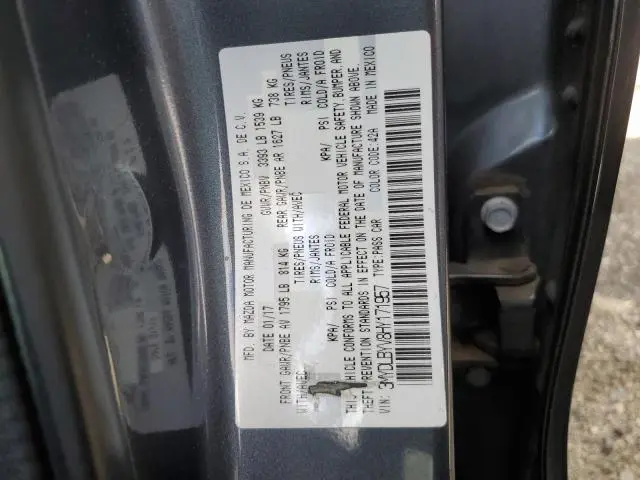 MFD. BY MAZDA MOTOR MANUFACTURING DE MEXICO S.A. DE C.V.
DATE 01/17 GVWR/PNBV 3393 LB 1539 KG
FRONT GAWR/PNBE AV 1795 LB 814 KG REAR GAWR/PNBE AR 1627 LB 738 KG
WITH/AVEC TIRES/PNEUS WITH/AVEC TIRES/PNEUS
RIMS/JANTES RIMS/JANTES
KPA/ PSI COLD/A FROID KPA/ PSI COLD/A FROID
THIS VEHICLE CONFORMS TO ALL APPLICABLE FEDERAL MOTOR VEHICLE SAFETY, BUMPER, AND
THEFT PREVENTION STANDARDS IN EFFECT ON THE DATE OF MANUFACTURE SHOWN ABOVE.
TYPE:PASS CAR COLOR CODE:42A MADE IN MEXICO
VIN: 3MYDLBYV8HY171957